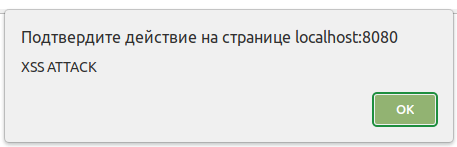 Подтвердите действие на странице localhost:8080
XSS ATTACK
OK